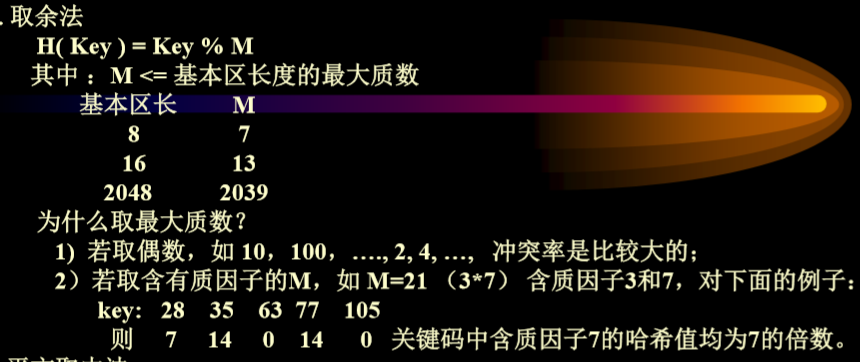 . 取余法
H( Key ) = Key % M
其中：M <= 基本区长度的最大质数
基本区长 M
8 7
16 13
2048 2039
为什么取最大质数？
1) 若取偶数，如 10，100，…., 2, 4, …, 冲突率是比较大的；
2）若取含有质因子的M，如 M=21 （3*7） 含质因子3和7，对下面的例子：
key: 28 35 63 77 105
则 7 14 0 14 0 关键码中含质因子7的哈希值均为7的倍数。